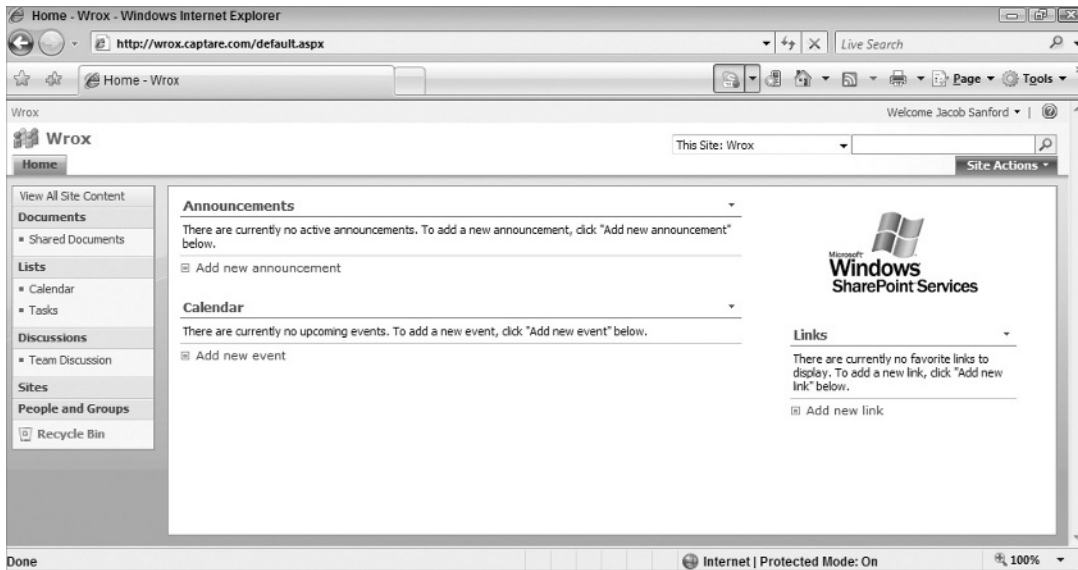 Home - Wrox - Windows Internet Explorer
http://wrox.captare.com/default.aspx
Live Search
Home - Wrox
Page
Tools
Wrox
Welcome Jacob Sanford
Wrox
This Site: Wrox
Home
Site Actions
View All Site Content
Documents
Shared Documents
Lists
Calendar
Tasks
Discussions
Team Discussion
Sites
People and Groups
Recycle Bin
Announcements
There are currently no active announcements. To add a new announcement, click "Add new announcement"
below.
Add new announcement
Calendar
There are currently no upcoming events. To add a new event, click "Add new event" below.
Add new event
Microsoft
Windows
SharePoint Services
Links
There are currently no favorite links to
display. To add a new link, click "Add new
link" below.
Add new link
Done
Internet | Protected Mode: On
100%